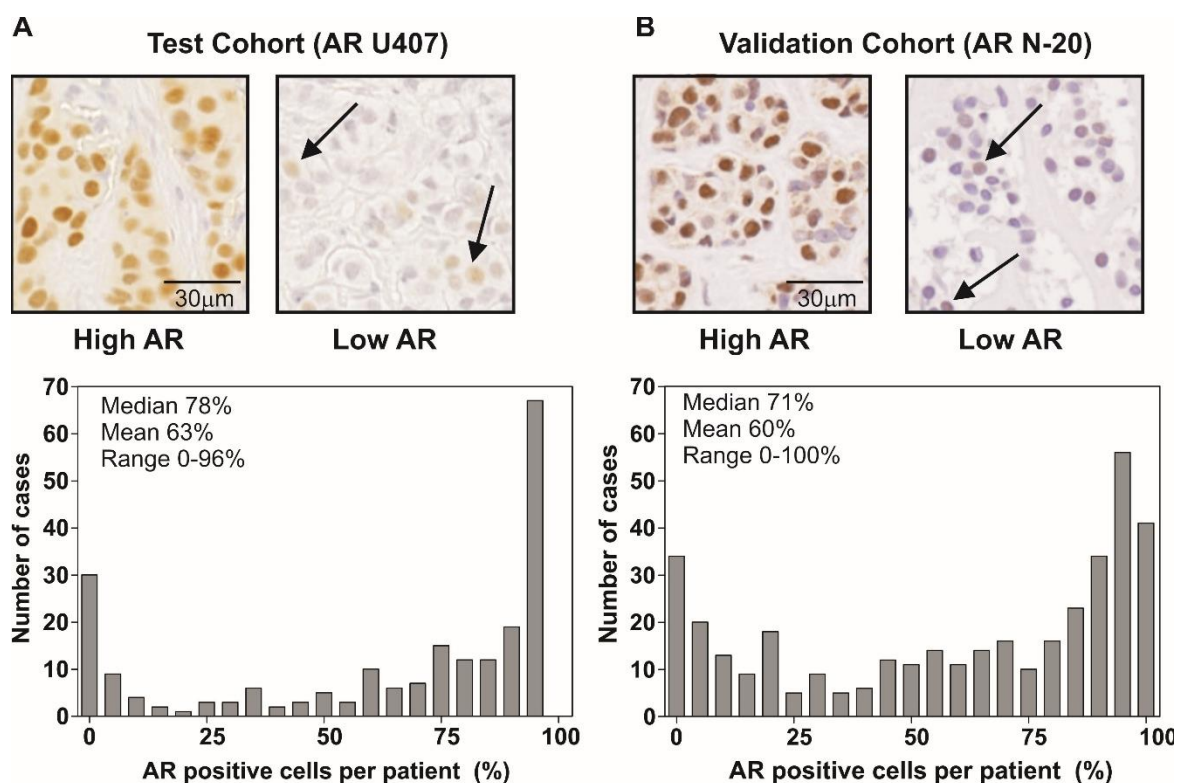 A
Test Cohort (AR U407)
30μm
High AR
Low AR
Median 78%
Mean 63%
Range 0-96%
Number of cases
70
60
50
40
30
20
10
0
0 25 50 75 100
AR positive cells per patient (%)
B
Validation Cohort (AR N-20)
30μm
High AR
Low AR
Median 71%
Mean 60%
Range 0-100%
Number of cases
70
60
50
40
30
20
10
0
0 25 50 75 100
AR positive cells per patient (%)